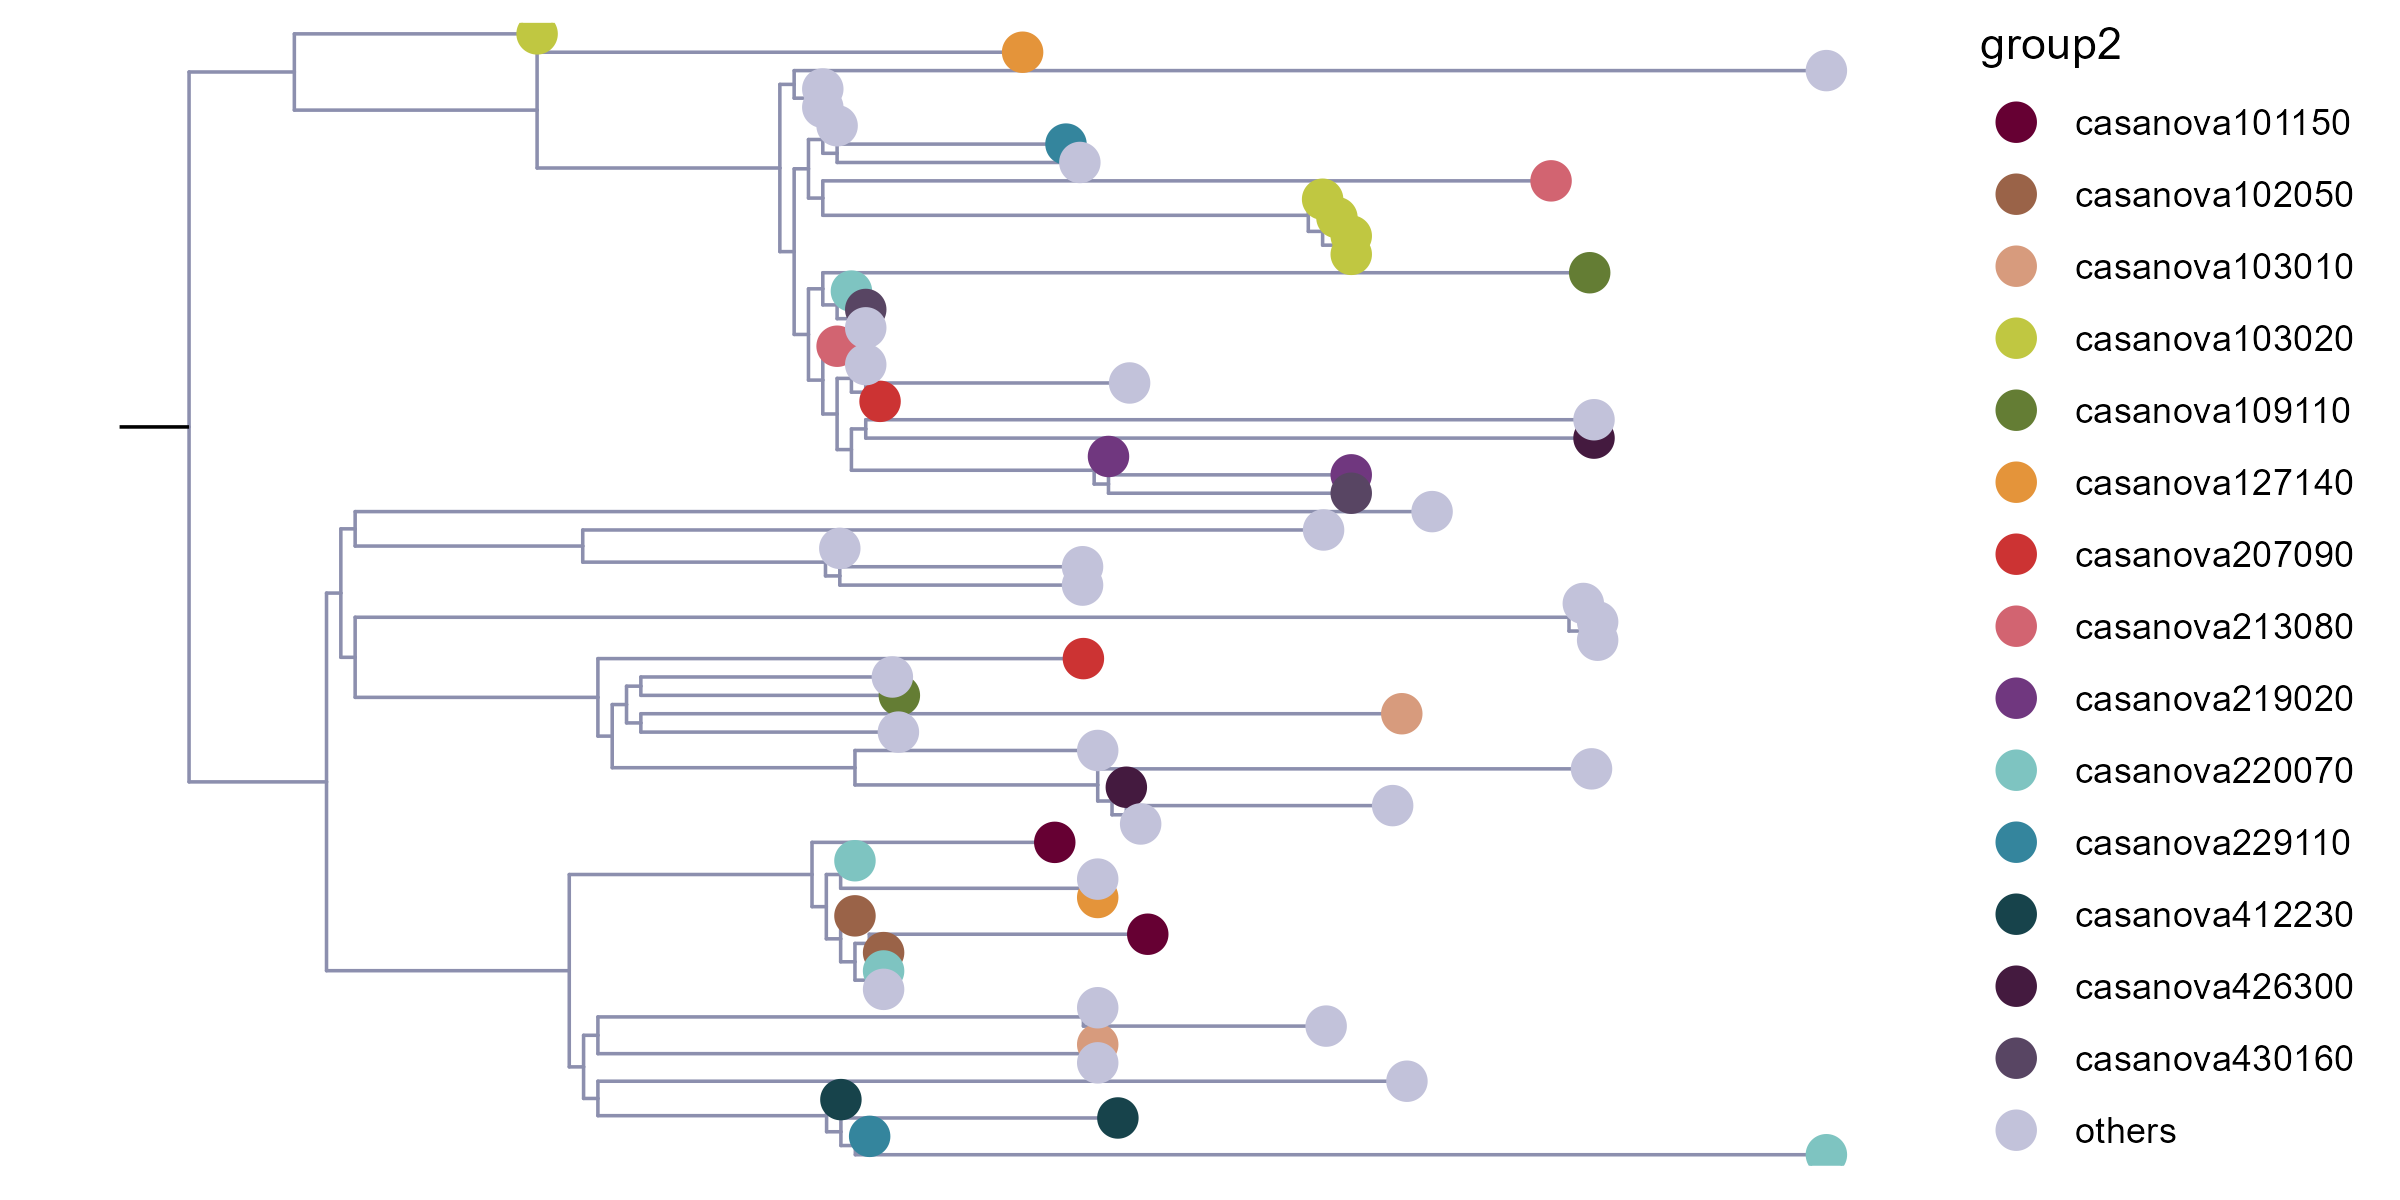 group2
casanova101150
casanova102050
casanova103010
casanova103020
casanova109110
casanova127140
casanova207090
casanova213080
casanova219020
casanova220070
casanova229110
casanova412230
casanova426300
casanova430160
others